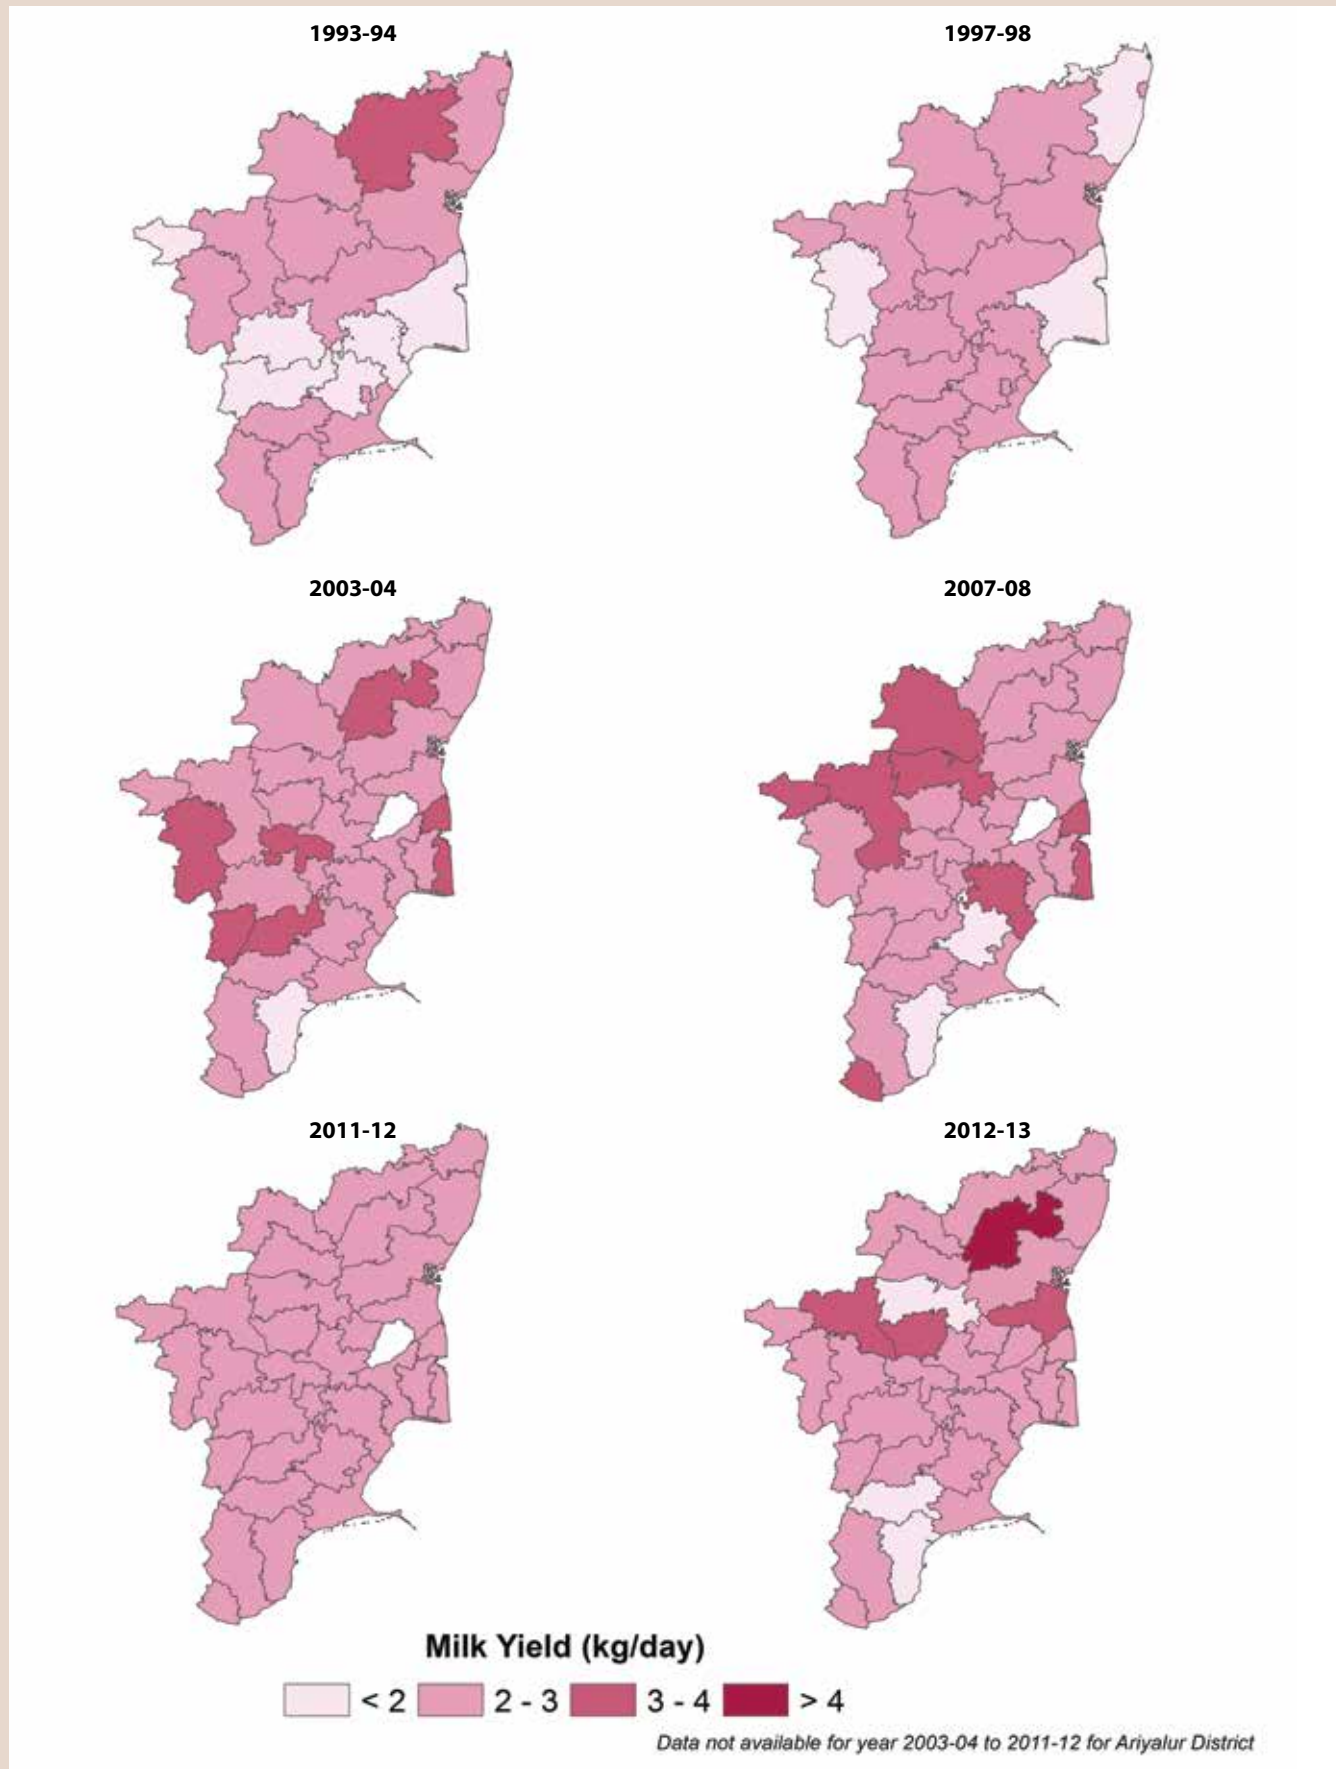 1993-94
1997-98
2003-04
2007-08
2011-12
2012-13
Milk Yield (kg/day)
< 2
2 - 3
3 - 4
> 4
Data not available for year 2003-04 to 2011-12 for Ariyalur District